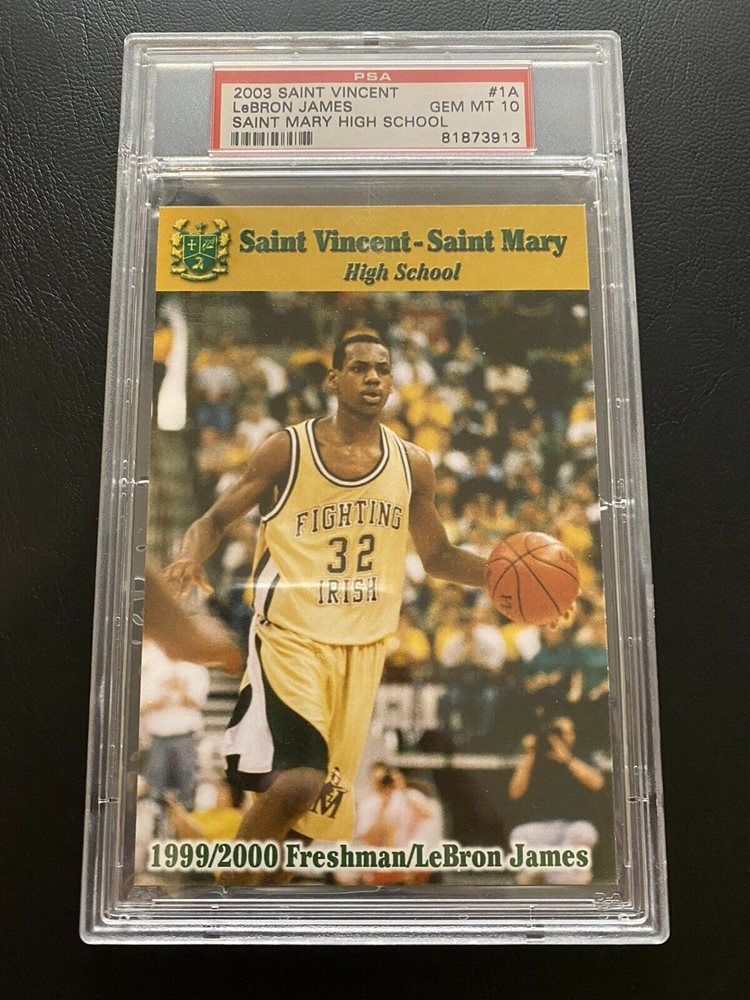 PSA
2003 SAINT VINCENT #1A
LeBRON JAMES GEM MT 10
SAINT MARY HIGH SCHOOL
81873913
Saint Vincent-Saint Mary
High School
FIGHTING
32
IRISH
M
1999/2000 Freshman/LeBron James